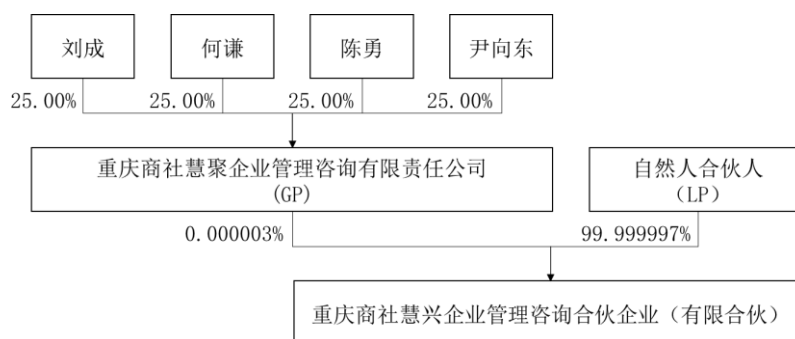 刘成
何谦
陈勇
尹向东
25.00%
25.00%
25.00%
25.00%
重庆商社慧聚企业管理咨询有限责任公司
(GP)
自然人合伙人
（LP）
0.000003%
99.999997%
重庆商社慧兴企业管理咨询合伙企业（有限合伙）